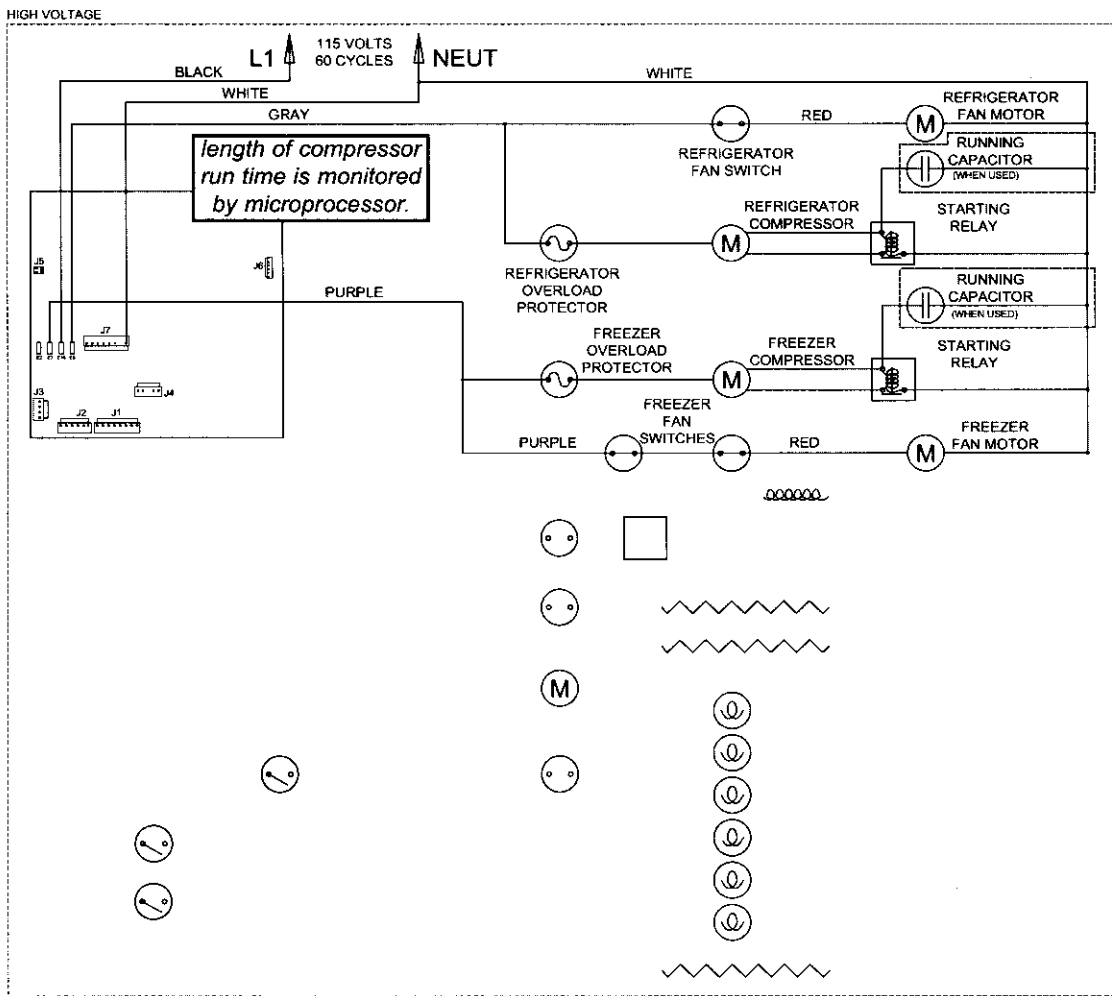 HIGH VOLTAGE
L1
115 VOLTS
60 CYCLES
NEUT
BLACK
WHITE
WHITE
GRAY
RED
REFRIGERATOR
FAN MOTOR
M
REFRIGERATOR
FAN SWITCH
length of compressor
run time is monitored
by microprocessor.
RUNNING
CAPACITOR
(WHEN USED)
REFRIGERATOR
COMPRESSOR
STARTING
RELAY
M
REFRIGERATOR
OVERLOAD
PROTECTOR
J5
J6
PURPLE
RUNNING
CAPACITOR
(WHEN USED)
J7
FREEZER
OVERLOAD
PROTECTOR
FREEZER
COMPRESSOR
STARTING
RELAY
M
J3
J4
J2
J1
FREEZER
FAN
SWITCHES
PURPLE
RED
FREEZER
FAN MOTOR
M
M